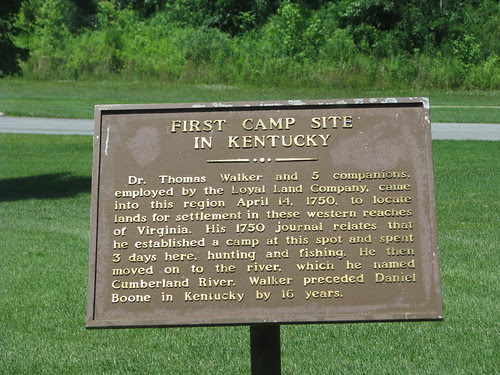 FIRST CAMP SITE
IN KENTUCKY
Dr. Thomas Walker and 5 companions,
employed by the Loyal Land Company, came
into this region April 14, 1750, to locate
lands for settlement in these western reaches
of Virginia. His 1750 journal relates that
he established a camp at this spot and spent
3 days here, hunting and fishing. He then
moved on to the river, which he named
Cumberland River. Walker preceded Daniel
Boone in Kentucky by 16 years.